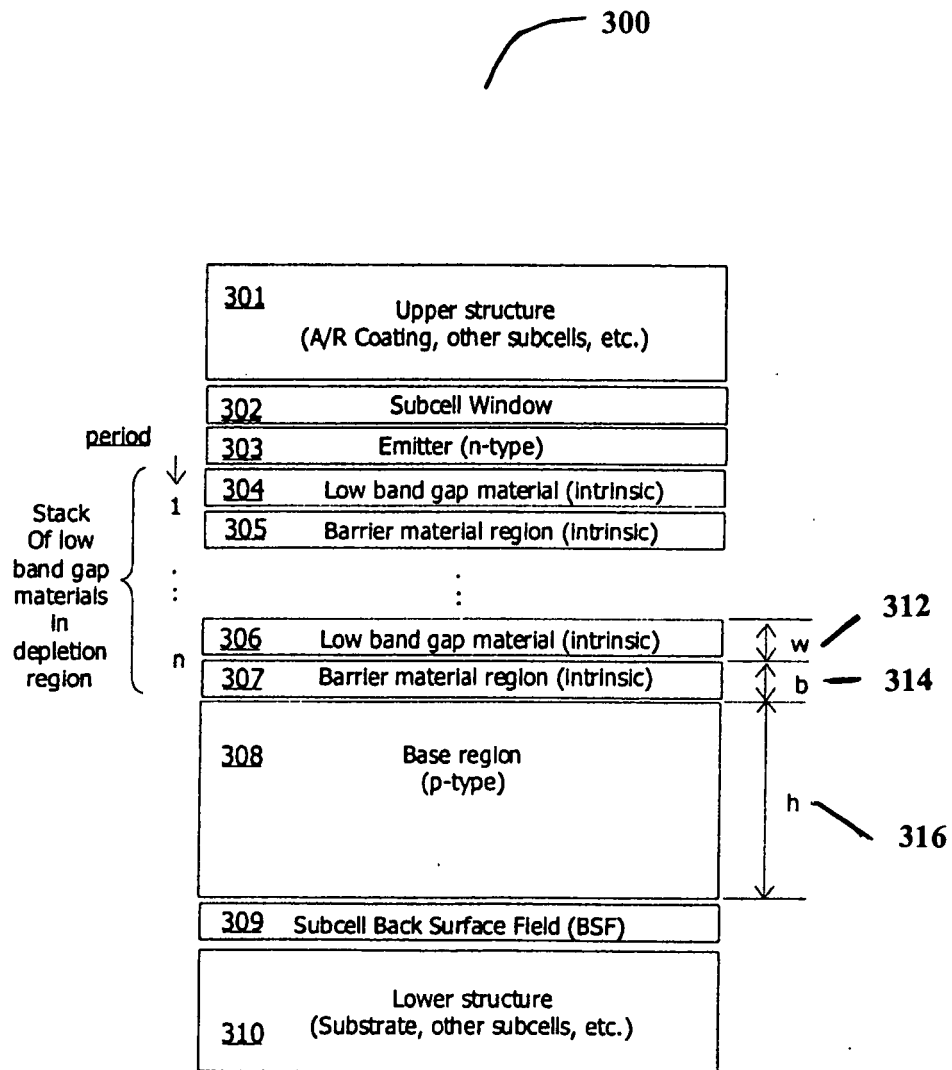 300
301
Upper structure
(A/R Coating, other subcells, etc.)
302 Subcell Window
period
303 Emitter (n-type)
304 Low band gap material (intrinsic)
1
305 Barrier material region (intrinsic)
Stack
Of low
band gap
materials
in
depletion
region
306 Low band gap material (intrinsic)
w
312
n
307 Barrier material region (intrinsic)
b
314
308
Base region
(p-type)
h
316
309 Subcell Back Surface Field (BSF)
Lower structure
(Substrate, other subcells, etc.)
310